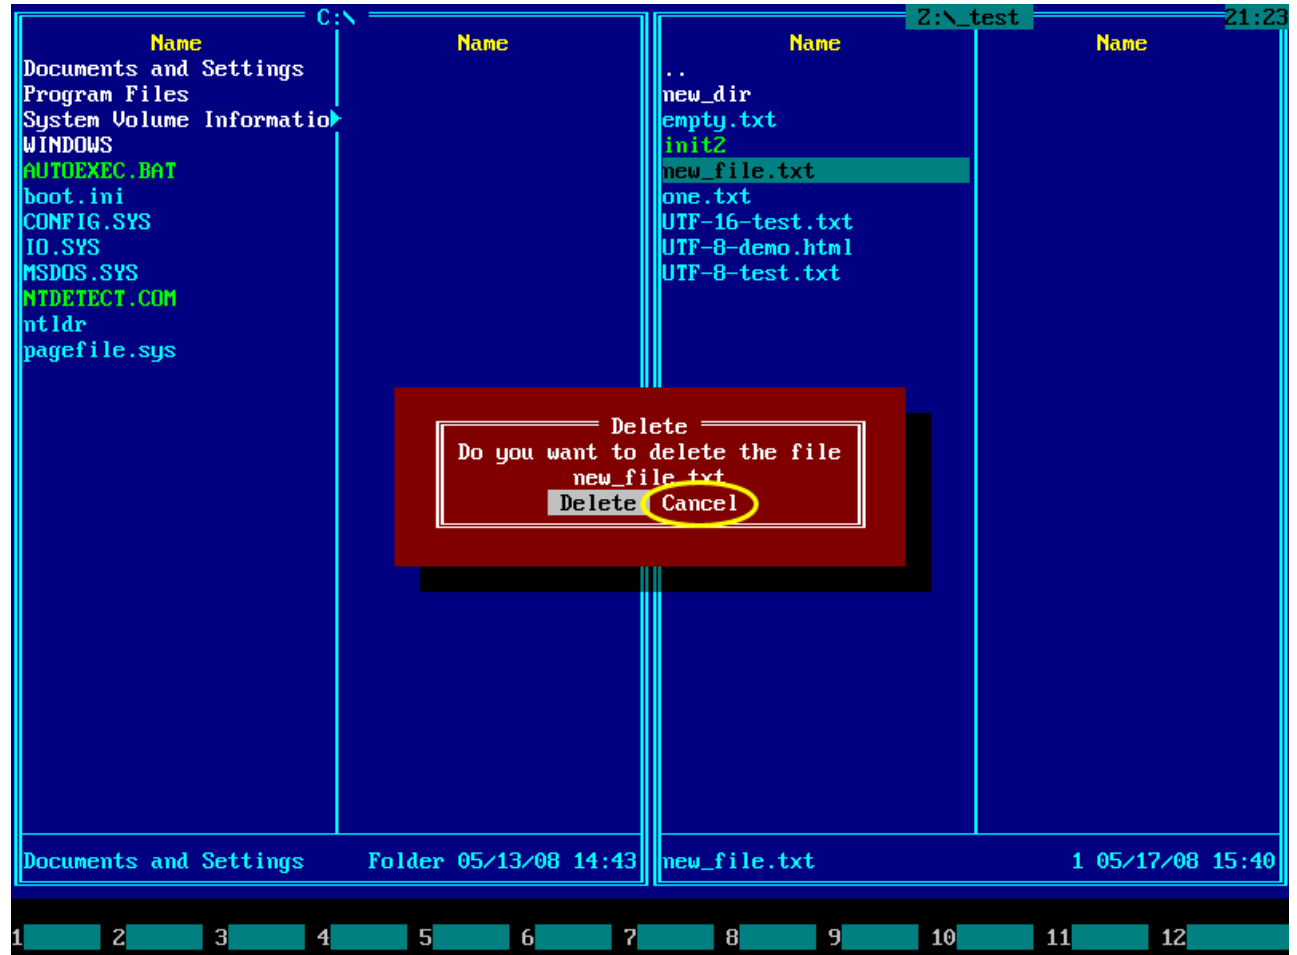 C:\
Name Name
Documents and Settings
Program Files
System Volume Informatio
WINDOWS
AUTOEXEC.BAT
boot.ini
CONFIG.SYS
IO.SYS
MSDOS.SYS
NTDETECT.COM
ntldr
pagefile.sys
Documents and Settings Folder 05/13/08 14:43
Z:\_test 21:23
Name Name
..
new_dir
empty.txt
init2
new_file.txt
one.txt
UTF-16-test.txt
UTF-8-demo.html
UTF-8-test.txt
new_file.txt 1 05/17/08 15:40
Delete
Do you want to delete the file
new_file.txt
Delete Cancel
1 2 3 4 5 6 7 8 9 10 11 12